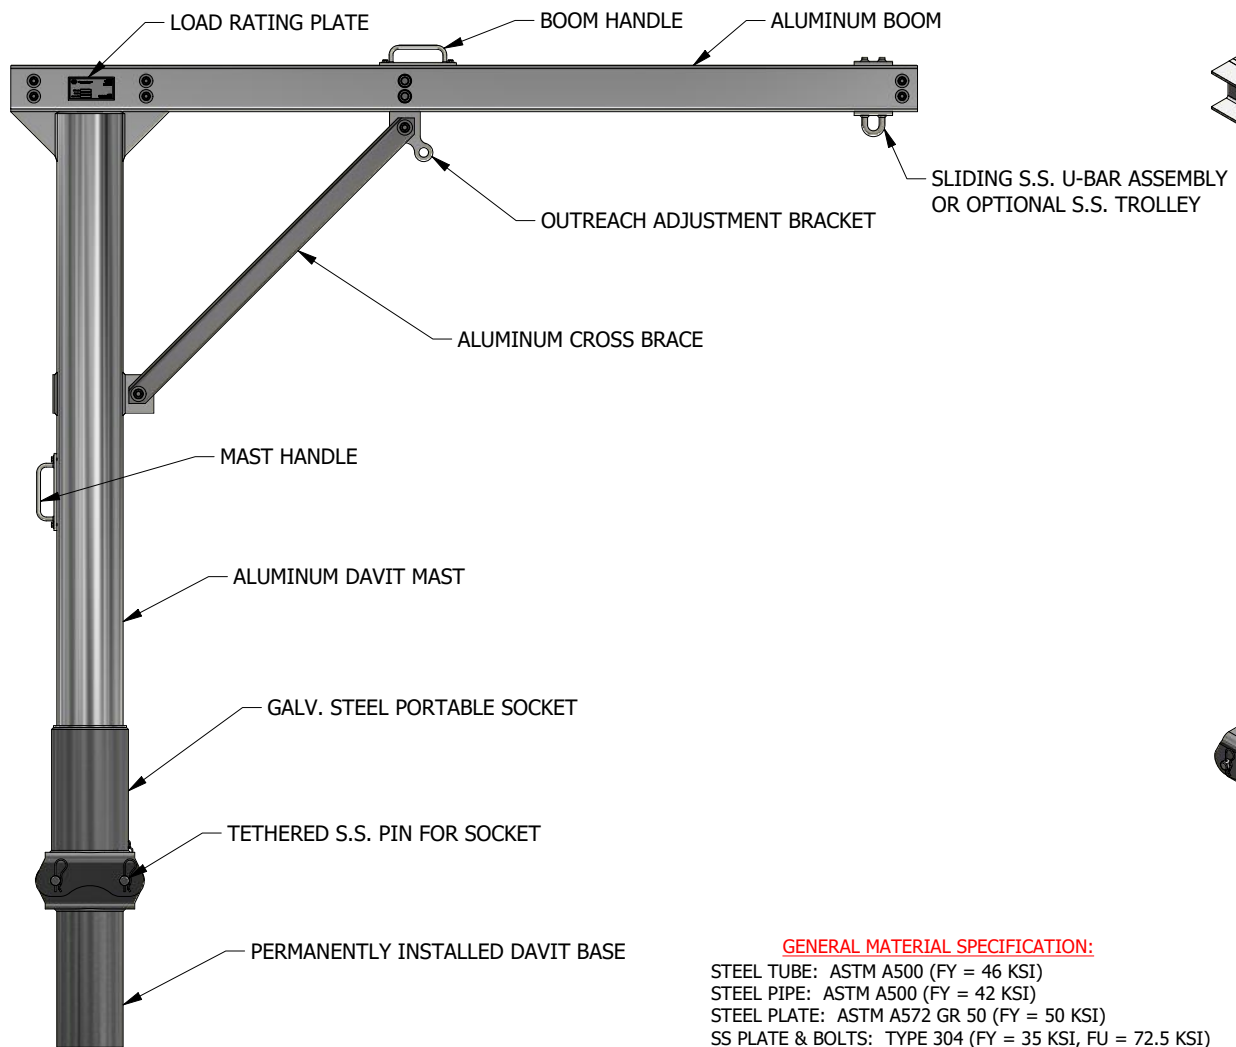 LOAD RATING PLATE
BOOM HANDLE
ALUMINUM BOOM
SLIDING S.S. U-BAR ASSEMBLY
OR OPTIONAL S.S. TROLLEY
OUTREACH ADJUSTMENT BRACKET
ALUMINUM CROSS BRACE
MAST HANDLE
ALUMINUM DAVIT MAST
GALV. STEEL PORTABLE SOCKET
TETHERED S.S. PIN FOR SOCKET
PERMANENTLY INSTALLED DAVIT BASE
GENERAL MATERIAL SPECIFICATION:
STEEL TUBE: ASTM A500 (FY = 46 KSI)
STEEL PIPE: ASTM A500 (FY = 42 KSI)
STEEL PLATE: ASTM A572 GR 50 (FY = 50 KSI)
SS PLATE & BOLTS: TYPE 304 (FY = 35 KSI, FU = 72.5 KSI)